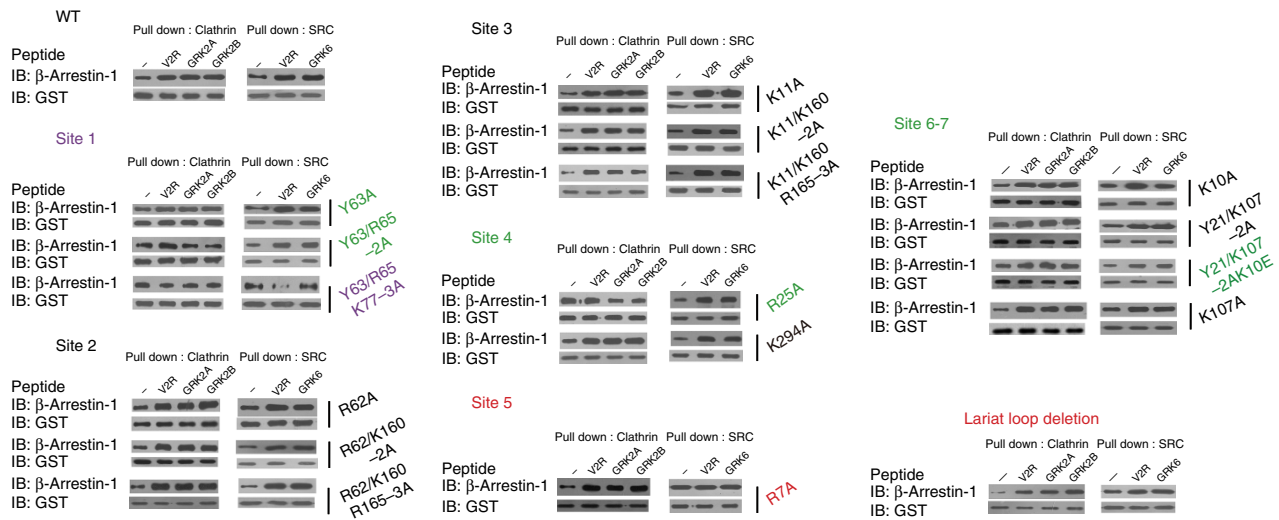 WT
Pull down : Clathrin
Pull down : SRC
Peptide
–
V2R
GRK2A
GRK2B
–
V2R
GRK6
IB: β-Arrestin-1
IB: GST
Site 1
Pull down : Clathrin
Pull down : SRC
Peptide
–
V2R
GRK2A
GRK2B
–
V2R
GRK6
IB: β-Arrestin-1
IB: GST
Y63A
IB: β-Arrestin-1
IB: GST
Y63/R65
–2A
IB: β-Arrestin-1
IB: GST
Y63/R65
K77–3A
Site 2
Pull down : Clathrin
Pull down : SRC
Peptide
–
V2R
GRK2A
GRK2B
–
V2R
GRK6
IB: β-Arrestin-1
IB: GST
R62A
IB: β-Arrestin-1
IB: GST
R62/K160
–2A
IB: β-Arrestin-1
IB: GST
R62/K160
R165–3A
Site 3
Pull down : Clathrin
Pull down : SRC
Peptide
–
V2R
GRK2A
GRK2B
–
V2R
GRK6
IB: β-Arrestin-1
IB: GST
K11A
IB: β-Arrestin-1
IB: GST
K11/K160
–2A
IB: β-Arrestin-1
IB: GST
K11/K160
R165–3A
Site 4
Pull down : Clathrin
Pull down : SRC
Peptide
–
V2R
GRK2A
GRK2B
–
V2R
GRK6
IB: β-Arrestin-1
IB: GST
R25A
IB: β-Arrestin-1
IB: GST
K294A
Site 5
Pull down : Clathrin
Pull down : SRC
Peptide
–
V2R
GRK2A
GRK2B
–
V2R
GRK6
IB: β-Arrestin-1
IB: GST
R7A
Site 6-7
Pull down : Clathrin
Pull down : SRC
Peptide
–
V2R
GRK2A
GRK2B
–
V2R
GRK6
IB: β-Arrestin-1
IB: GST
K10A
IB: β-Arrestin-1
IB: GST
Y21/K107
–2A
IB: β-Arrestin-1
IB: GST
Y21/K107
–2AK10E
IB: β-Arrestin-1
IB: GST
K107A
Lariat loop deletion
Pull down : Clathrin
Pull down : SRC
Peptide
–
V2R
GRK2A
GRK2B
–
V2R
GRK6
IB: β-Arrestin-1
IB: GST